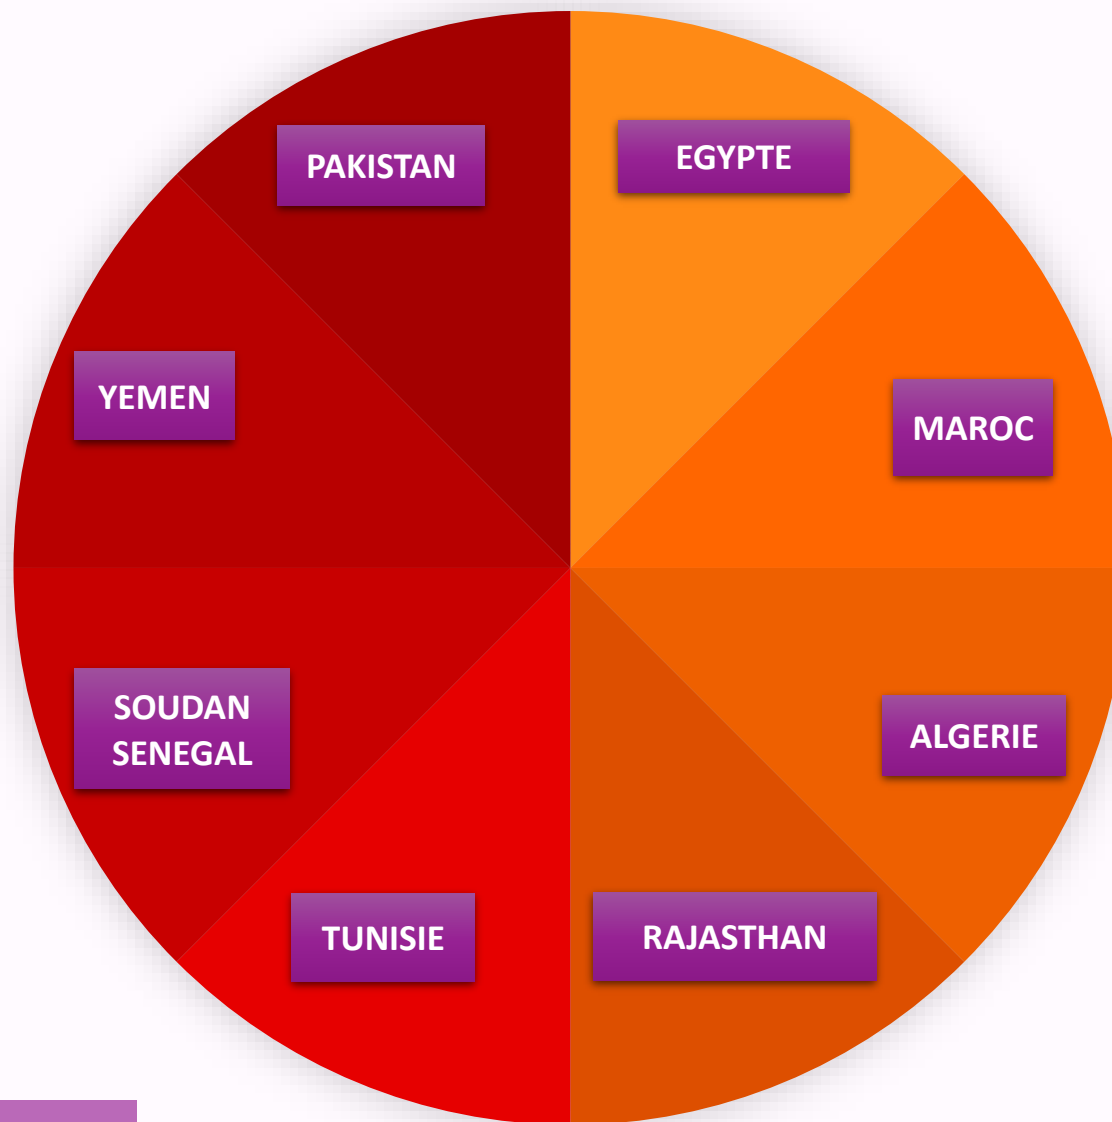 PAKISTAN
EGYPTE
YEMEN
MAROC
SOUDAN
SENEGAL
ALGERIE
TUNISIE
RAJASTHAN